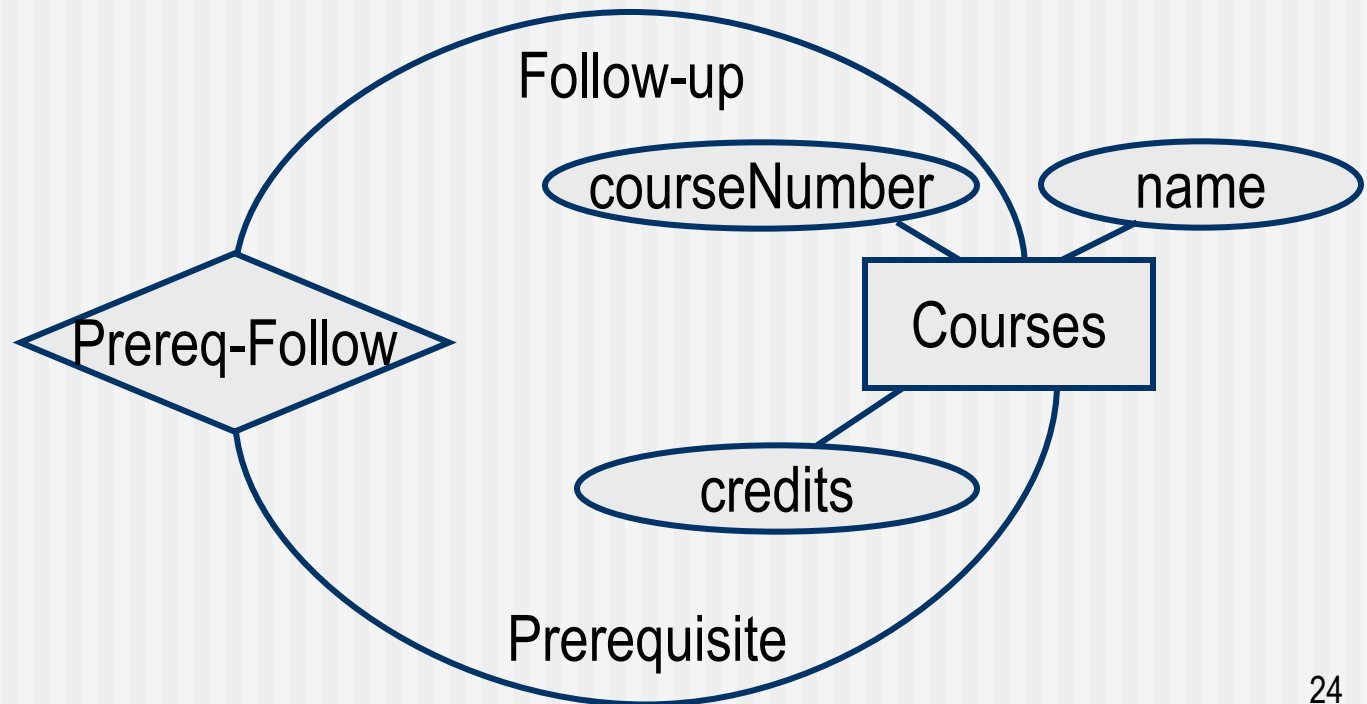 Follow-up
courseNumber
name
Prereq-Follow
Courses
credits
Prerequisite
24